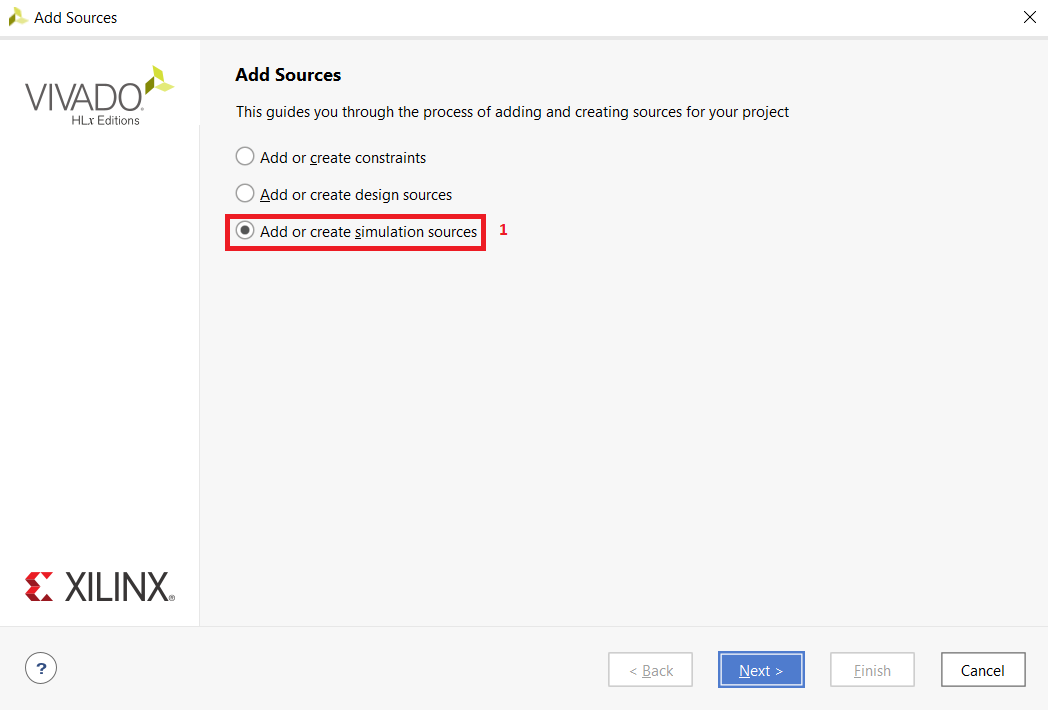 Add Sources
VIVADO.
HLx Editions
Add Sources
This guides you through the process of adding and creating sources for your project
Add or create constraints
Add or create design sources
Add or create simulation sources 1
XILINX®
? < Back Next > Finish Cancel